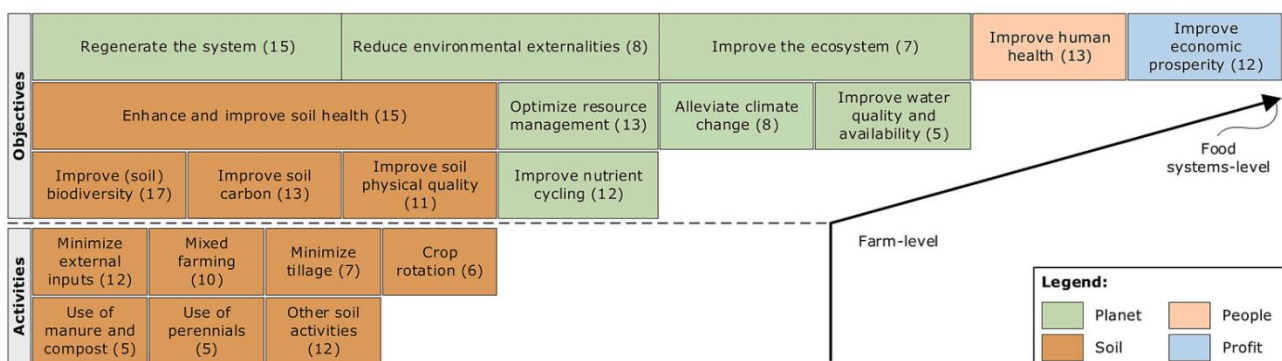 Objectives
Regenerate the system (15)
Reduce environmental externalities (8)
Improve the ecosystem (7)
Improve human
health (13)
Improve
economic
prosperity (12)
Enhance and improve soil health (15)
Optimize resource
management (13)
Alleviate climate
change (8)
Improve water
quality and
availability (5)
Improve (soil)
biodiversity (17)
Improve soil
carbon (13)
Improve soil
physical quality
(11)
Improve nutrient
cycling (12)
Food
systems-level
Farm-level
Activities
Minimize
external
inputs (12)
Mixed
farming
(10)
Minimize
tillage (7)
Crop
rotation (6)
Use of
manure and
compost (5)
Use of
perennials
(5)
Other soil
activities
(12)
Legend:
Planet
People
Soil
Profit